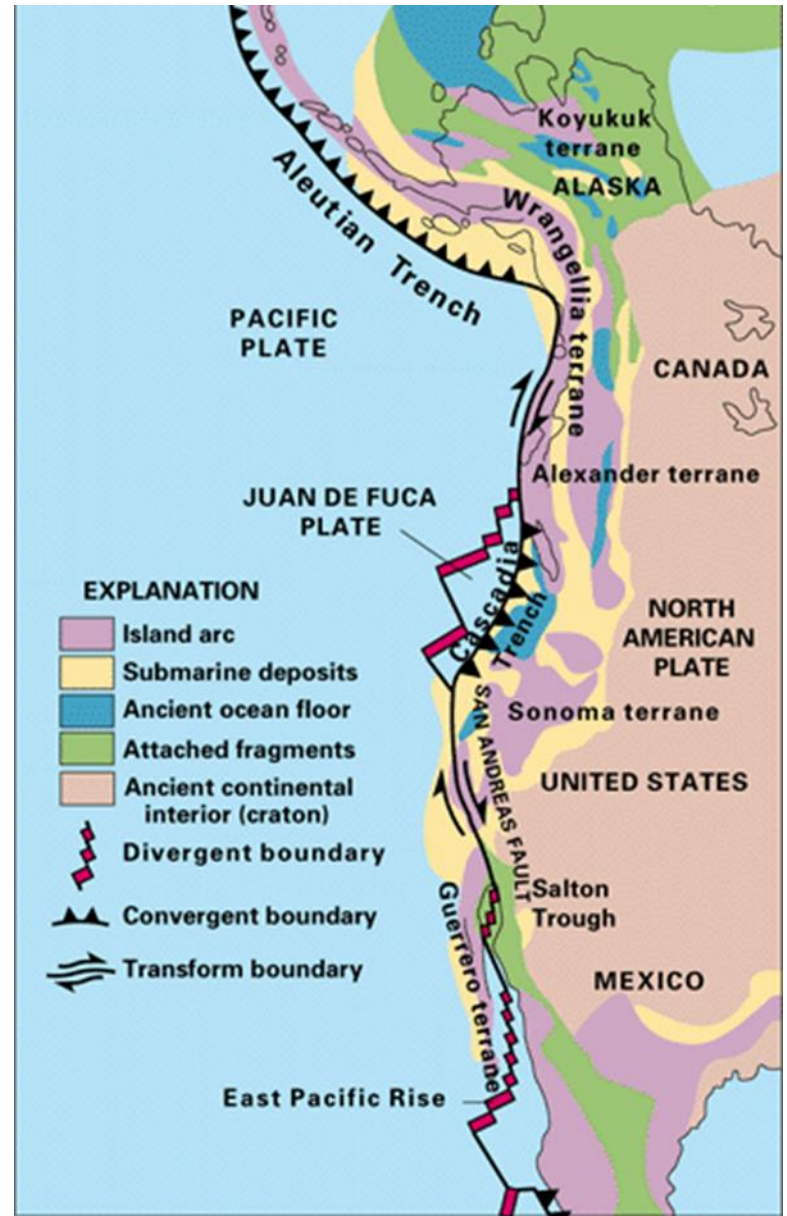 Koyukuk
terrane
ALASKA
Aleutian Trench
Wrangellia terrane
PACIFIC
PLATE
CANADA
Alexander terrane
JUAN DE FUCA
PLATE
Cascadia
Trench
EXPLANATION
Island arc
Submarine deposits
Ancient ocean floor
Attached fragments
Ancient continental
interior (craton)
Divergent boundary
Convergent boundary
Transform boundary
NORTH
AMERICAN
PLATE
SAN ANDREAS FAULT
Sonoma terrane
UNITED STATES
Salton
Trough
Guerrero terrane
MEXICO
East Pacific Rise